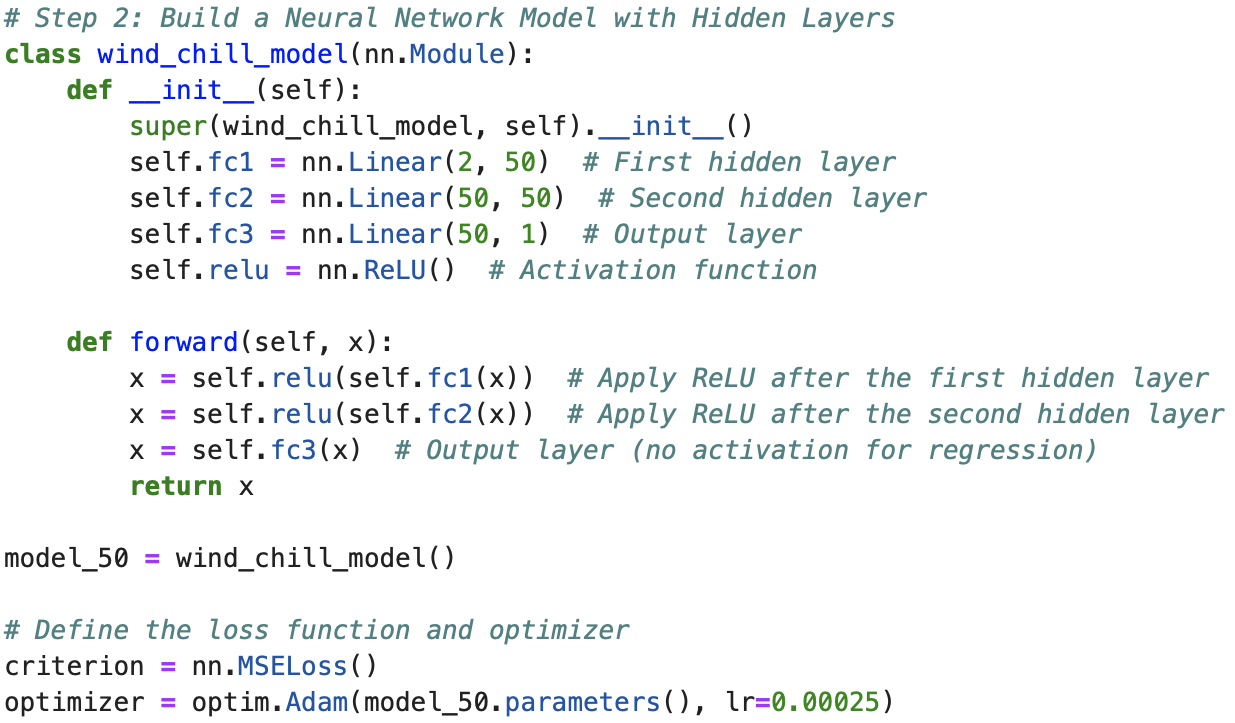 # Step 2: Build a Neural Network Model with Hidden Layers
class wind_chill_model(nn.Module):
    def __init__(self):
        super(wind_chill_model, self).__init__()
        self.fc1 = nn.Linear(2, 50)  # First hidden layer
        self.fc2 = nn.Linear(50, 50)  # Second hidden layer
        self.fc3 = nn.Linear(50, 1)  # Output layer
        self.relu = nn.ReLU()  # Activation function

    def forward(self, x):
        x = self.relu(self.fc1(x))  # Apply ReLU after the first hidden layer
        x = self.relu(self.fc2(x))  # Apply ReLU after the second hidden layer
        x = self.fc3(x)  # Output layer (no activation for regression)
        return x

model_50 = wind_chill_model()

# Define the loss function and optimizer
criterion = nn.MSELoss()
optimizer = optim.Adam(model_50.parameters(), lr=0.00025)